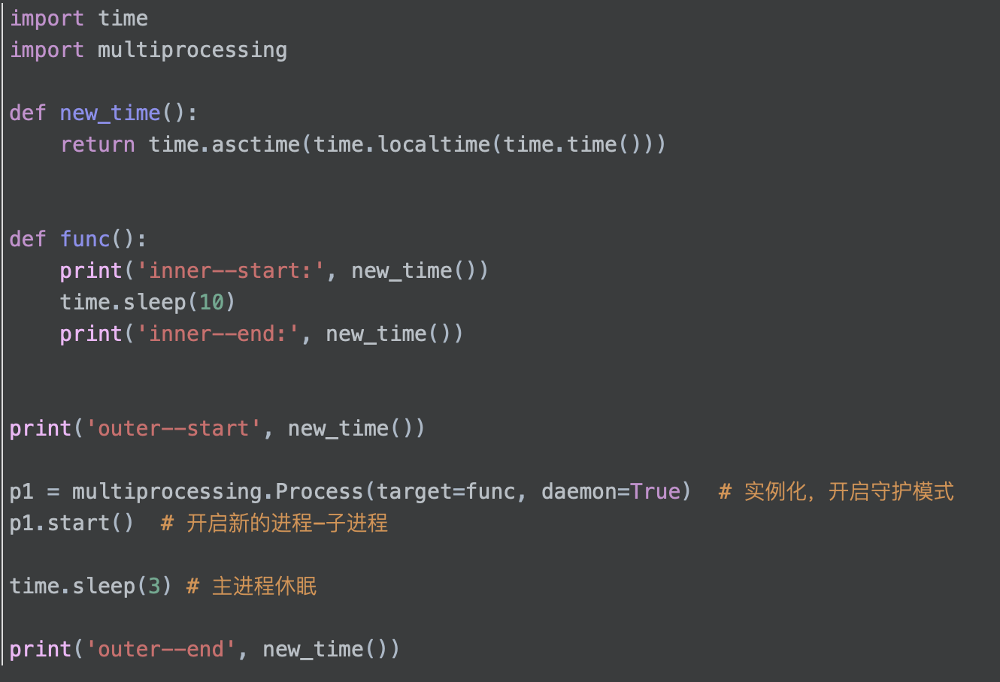 import time
import multiprocessing
def new_time():
    return time.asctime(time.localtime(time.time()))
def func():
    print('inner--start:', new_time())
    time.sleep(10)
    print('inner--end:', new_time())
print('outer--start', new_time())
p1 = multiprocessing.Process(target=func, daemon=True)  # 实例化，开启守护模式
p1.start()  # 开启新的进程-子进程
time.sleep(3) # 主进程休眠
print('outer--end', new_time())